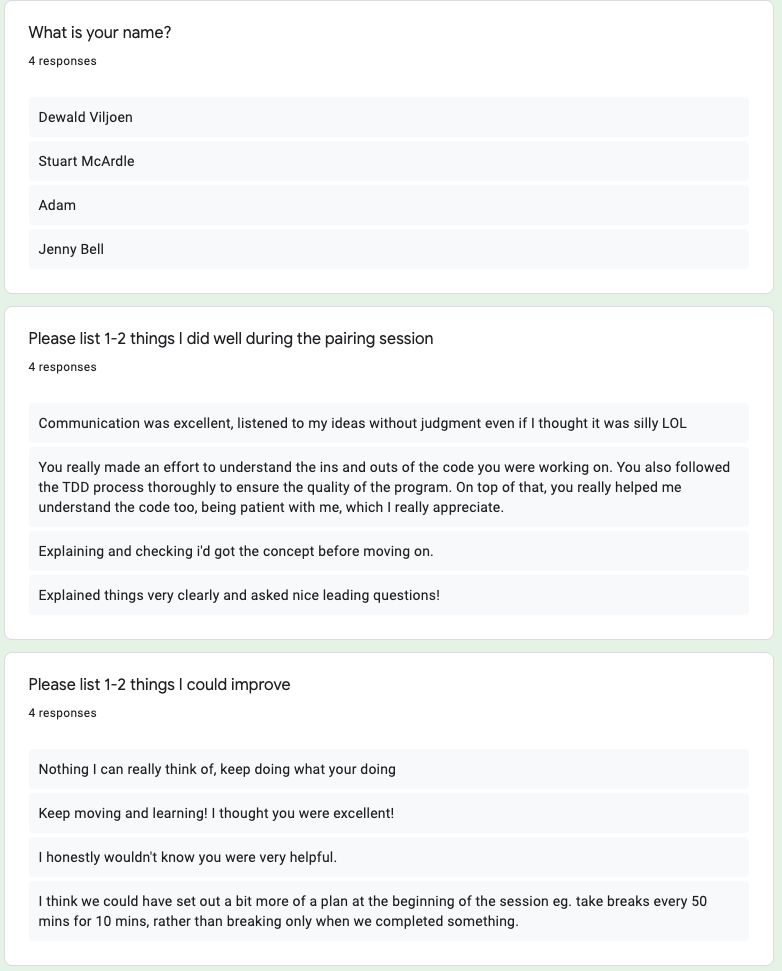 What is your name?
4 responses
Dewald Viljoen
Stuart McArdle
Adam
Jenny Bell
Please list 1-2 things I did well during the pairing session
4 responses
Communication was excellent, listened to my ideas without judgment even if I thought it was silly LOL
You really made an effort to understand the ins and outs of the code you were working on. You also followed
the TDD process thoroughly to ensure the quality of the program. On top of that, you really helped me
understand the code too, being patient with me, which I really appreciate.
Explaining and checking i'd got the concept before moving on.
Explained things very clearly and asked nice leading questions!
Please list 1-2 things I could improve
4 responses
Nothing I can really think of, keep doing what your doing
Keep moving and learning! I thought you were excellent!
I honestly wouldn't know you were very helpful.
I think we could have set out a bit more of a plan at the beginning of the session eg. take breaks every 50
mins for 10 mins, rather than breaking only when we completed something.